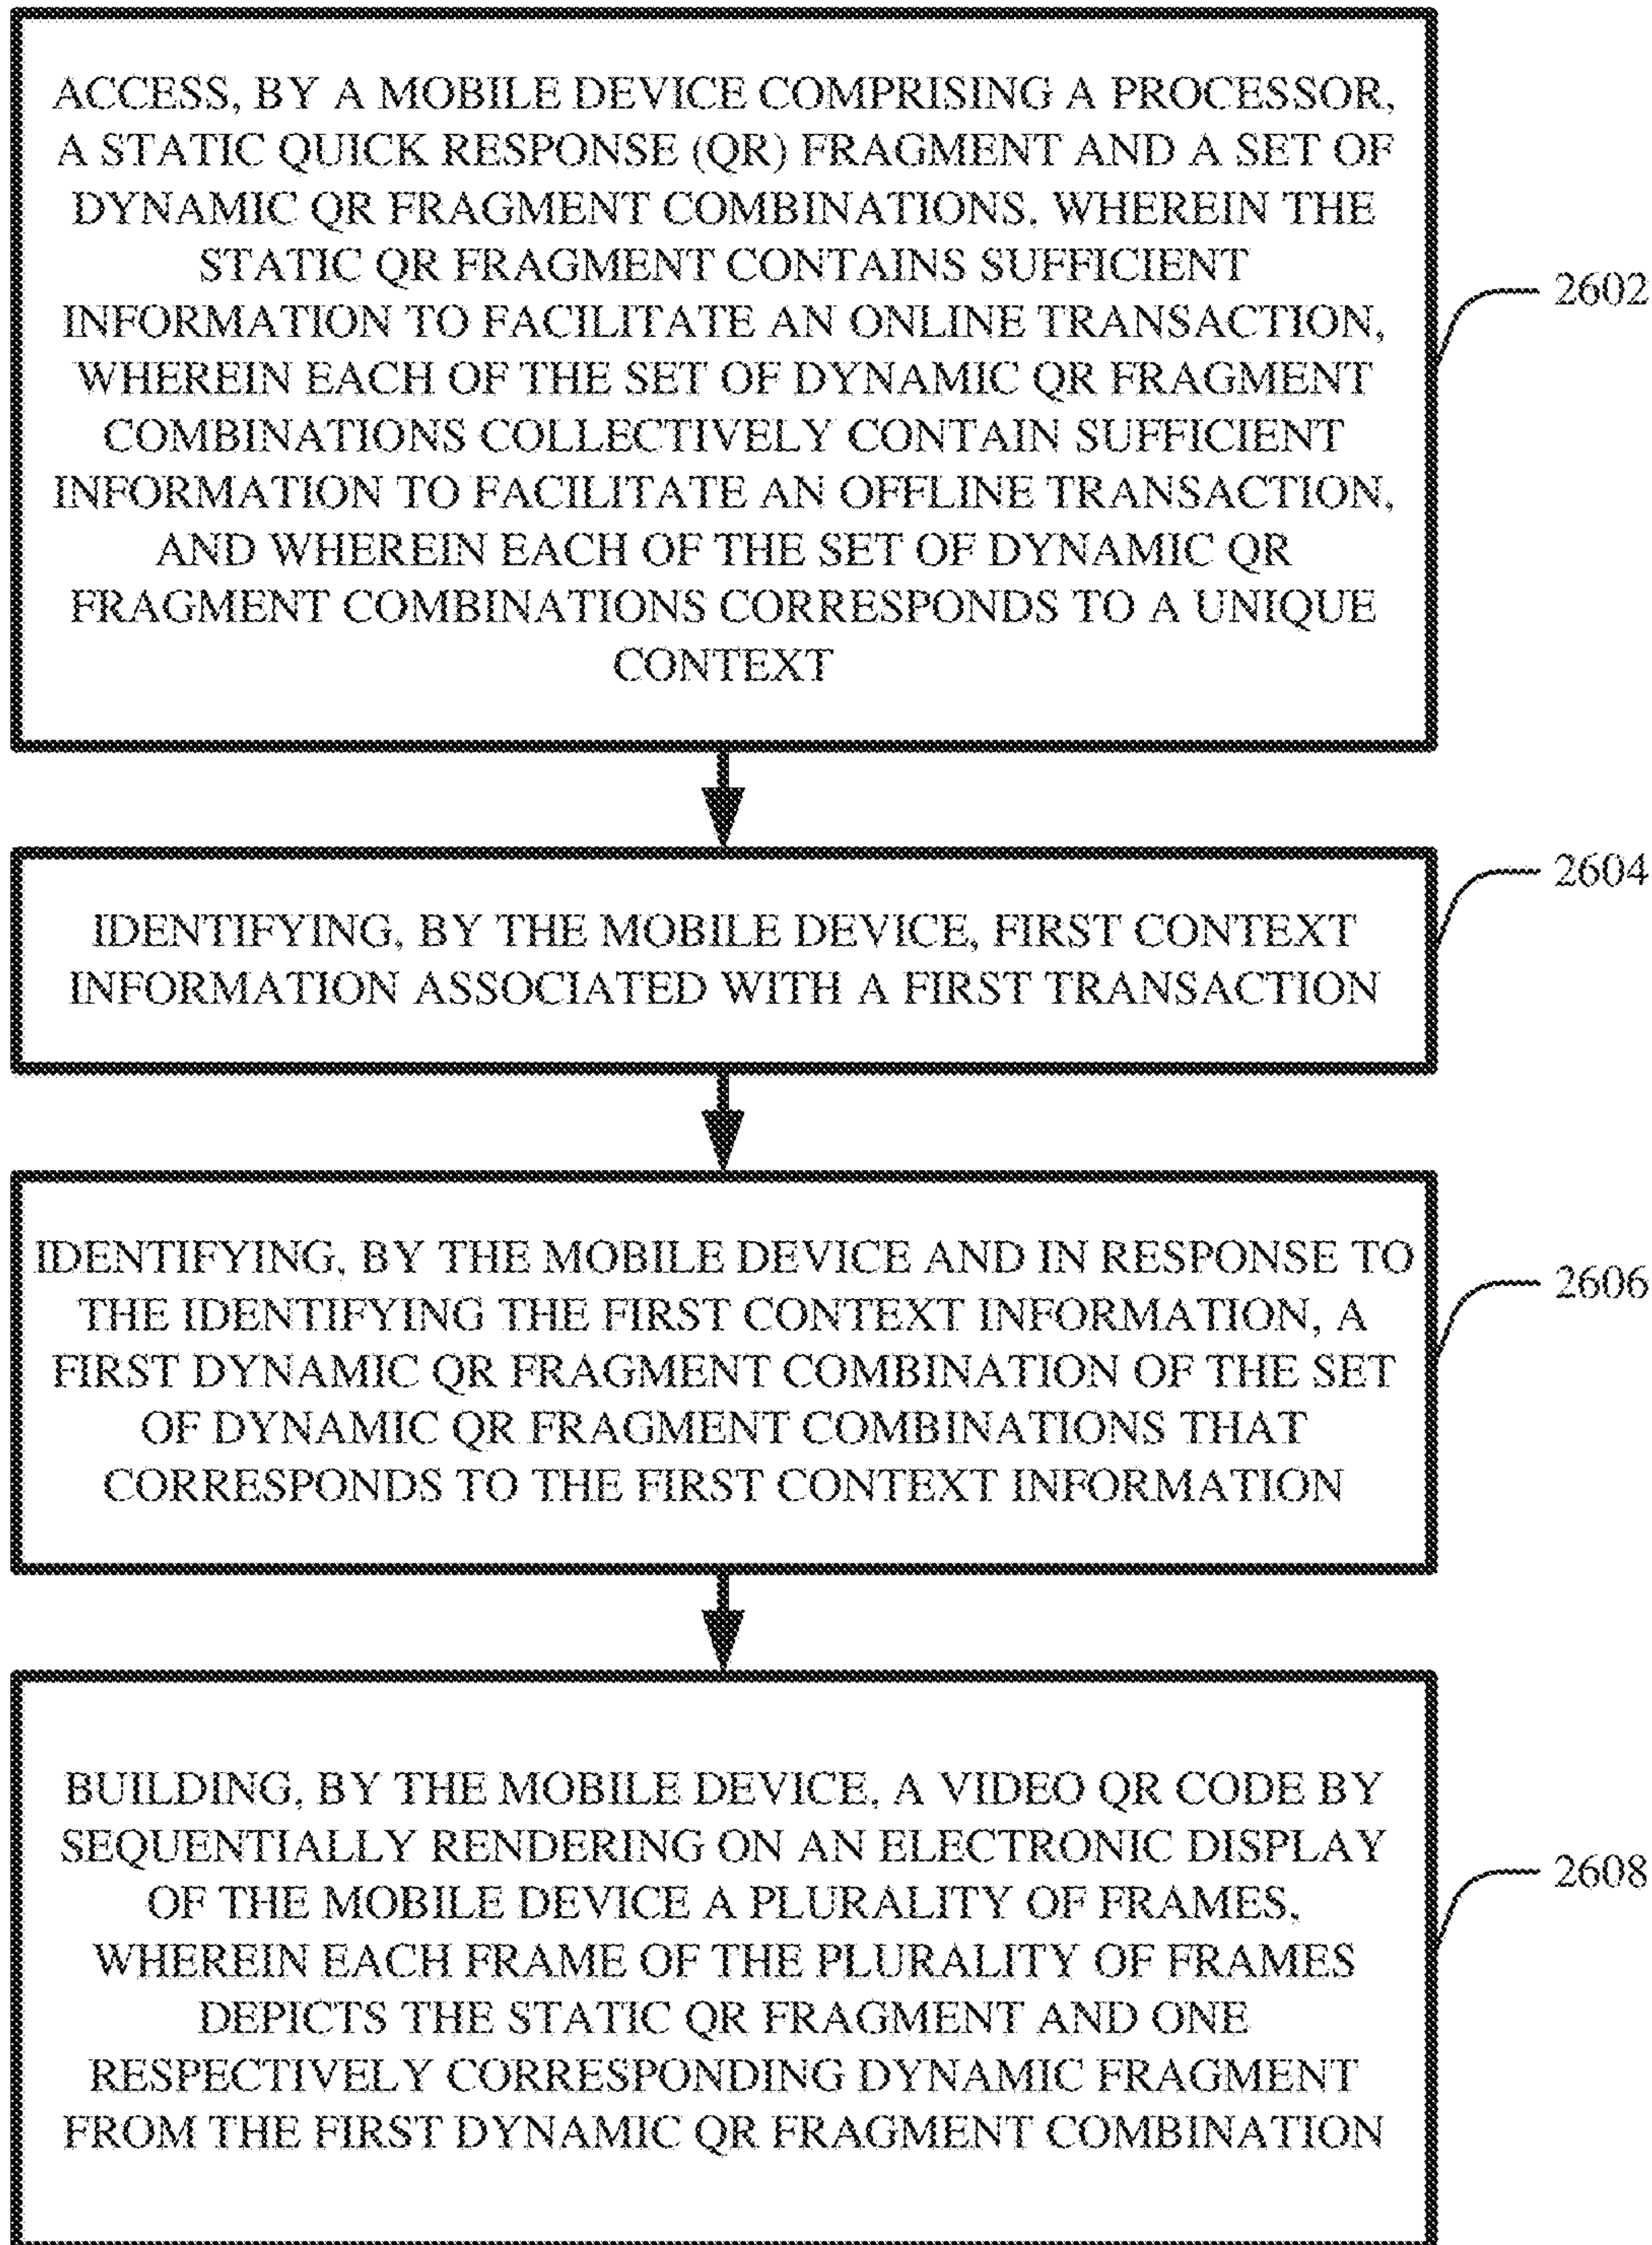 ACCESS, BY A MOBILE DEVICE COMPRISING A PROCESSOR,
A STATIC QUICK RESPONSE (QR) FRAGMENT AND A SET OF
DYNAMIC QR FRAGMENT COMBINATIONS, WHEREIN THE
STATIC QR FRAGMENT CONTAINS SUFFICIENT
INFORMATION TO FACILITATE AN ONLINE TRANSACTION,
WHEREIN EACH OF THE SET OF DYNAMIC QR FRAGMENT
COMBINATIONS COLLECTIVELY CONTAIN SUFFICIENT
INFORMATION TO FACILITATE AN OFFLINE TRANSACTION,
AND WHEREIN EACH OF THE SET OF DYNAMIC QR
FRAGMENT COMBINATIONS CORRESPONDS TO A UNIQUE
CONTEXT
2602
IDENTIFYING, BY THE MOBILE DEVICE, FIRST CONTEXT
INFORMATION ASSOCIATED WITH A FIRST TRANSACTION
2604
IDENTIFYING, BY THE MOBILE DEVICE AND IN RESPONSE TO
THE IDENTIFYING THE FIRST CONTEXT INFORMATION, A
FIRST DYNAMIC QR FRAGMENT COMBINATION OF THE SET
OF DYNAMIC QR FRAGMENT COMBINATIONS THAT
CORRESPONDS TO THE FIRST CONTEXT INFORMATION
2606
BUILDING, BY THE MOBILE DEVICE, A VIDEO QR CODE BY
SEQUENTIALLY RENDERING ON AN ELECTRONIC DISPLAY
OF THE MOBILE DEVICE A PLURALITY OF FRAMES,
WHEREIN EACH FRAME OF THE PLURALITY OF FRAMES
DEPICTS THE STATIC QR FRAGMENT AND ONE
RESPECTIVELY CORRESPONDING DYNAMIC FRAGMENT
FROM THE FIRST DYNAMIC QR FRAGMENT COMBINATION
2608